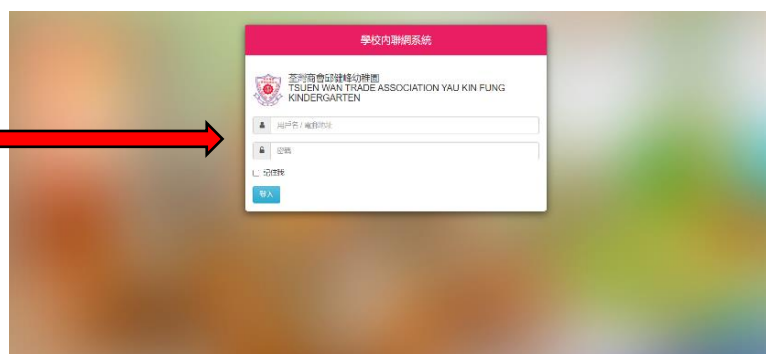 學校內聯網系統
荃灣商會邱健峰幼稚園
TSUEN WAN TRADE ASSOCIATION YAU KIN FUNG
KINDERGARTEN
用戶名 / 電郵地址
密碼
記住我
登入